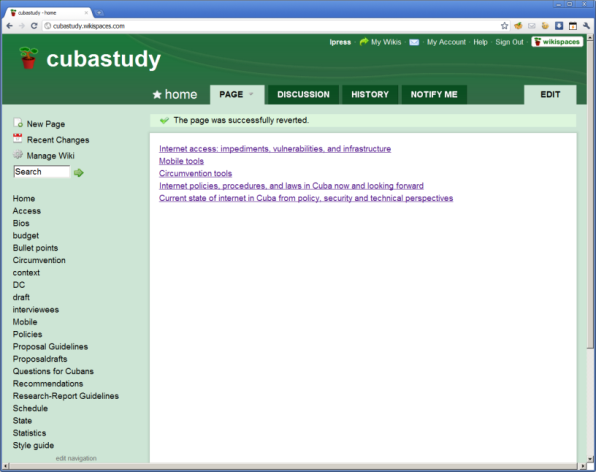 cubastudy - home
cubastudy.wikispaces.com
lpress · My Wikis · My Account · Help · Sign Out · wikispaces
cubastudy
home PAGE DISCUSSION HISTORY NOTIFY ME EDIT
New Page
Recent Changes
Manage Wiki
Search
Home
Access
Bios
budget
Bullet points
Circumvention
context
DC
draft
interviewees
Mobile
Policies
Proposal Guidelines
Proposaldrafts
Questions for Cubans
Recommendations
Research-Report Guidelines
Schedule
State
Statistics
Style guide
edit navigation
The page was successfully reverted.
Internet access: impediments, vulnerabilities, and infrastructure
Mobile tools
Circumvention tools
Internet policies, procedures, and laws in Cuba now and looking forward
Current state of internet in Cuba from policy, security and technical perspectives